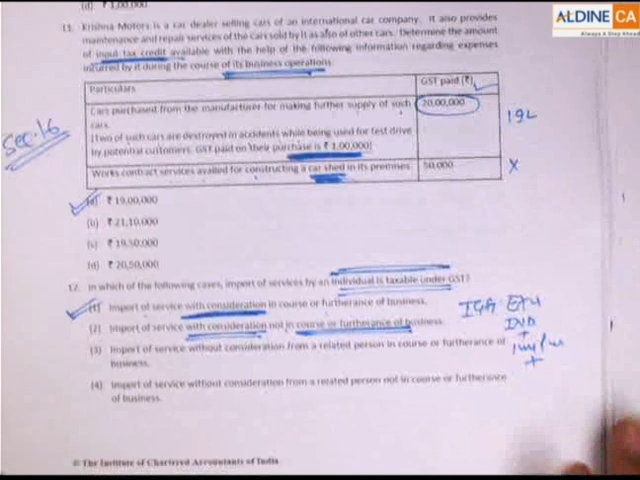 (d) ₹ 1,00,000
ALDINE CA
Always A Step Ahead
11. Krishna Motors is a car dealer selling cars of an international car company. It also provides
maintenance and repair services of the cars sold by it as also of other cars. Determine the amount
of input tax credit available with the help of the following information regarding expenses
incurred by it during the course of its business operations:
Particulars GST paid (₹)
Cars purchased from the manufacturer for making further supply of such 20,00,000
cars.
[Two of such cars are destroyed in accidents while being used for test drive
by potential customers. GST paid on their purchase is ₹ 1,00,000]
19L
Sec-16
Works contract services availed for constructing a car shed in its premises 50,000 X
(a) ₹ 19,00,000
(b) ₹ 21,10,000
(c) ₹ 19,50,000
(d) ₹ 20,50,000
12. In which of the following cases, import of services by an individual is taxable under GST?
(1) Import of service with consideration in course or furtherance of business.
(2) Import of service with consideration not in course or furtherance of business.
(3) Import of service without consideration from a related person in course or furtherance of
business.
(4) Import of service without consideration from a related person not in course or furtherance
of business.
IND
© The Institute of Chartered Accountants of India